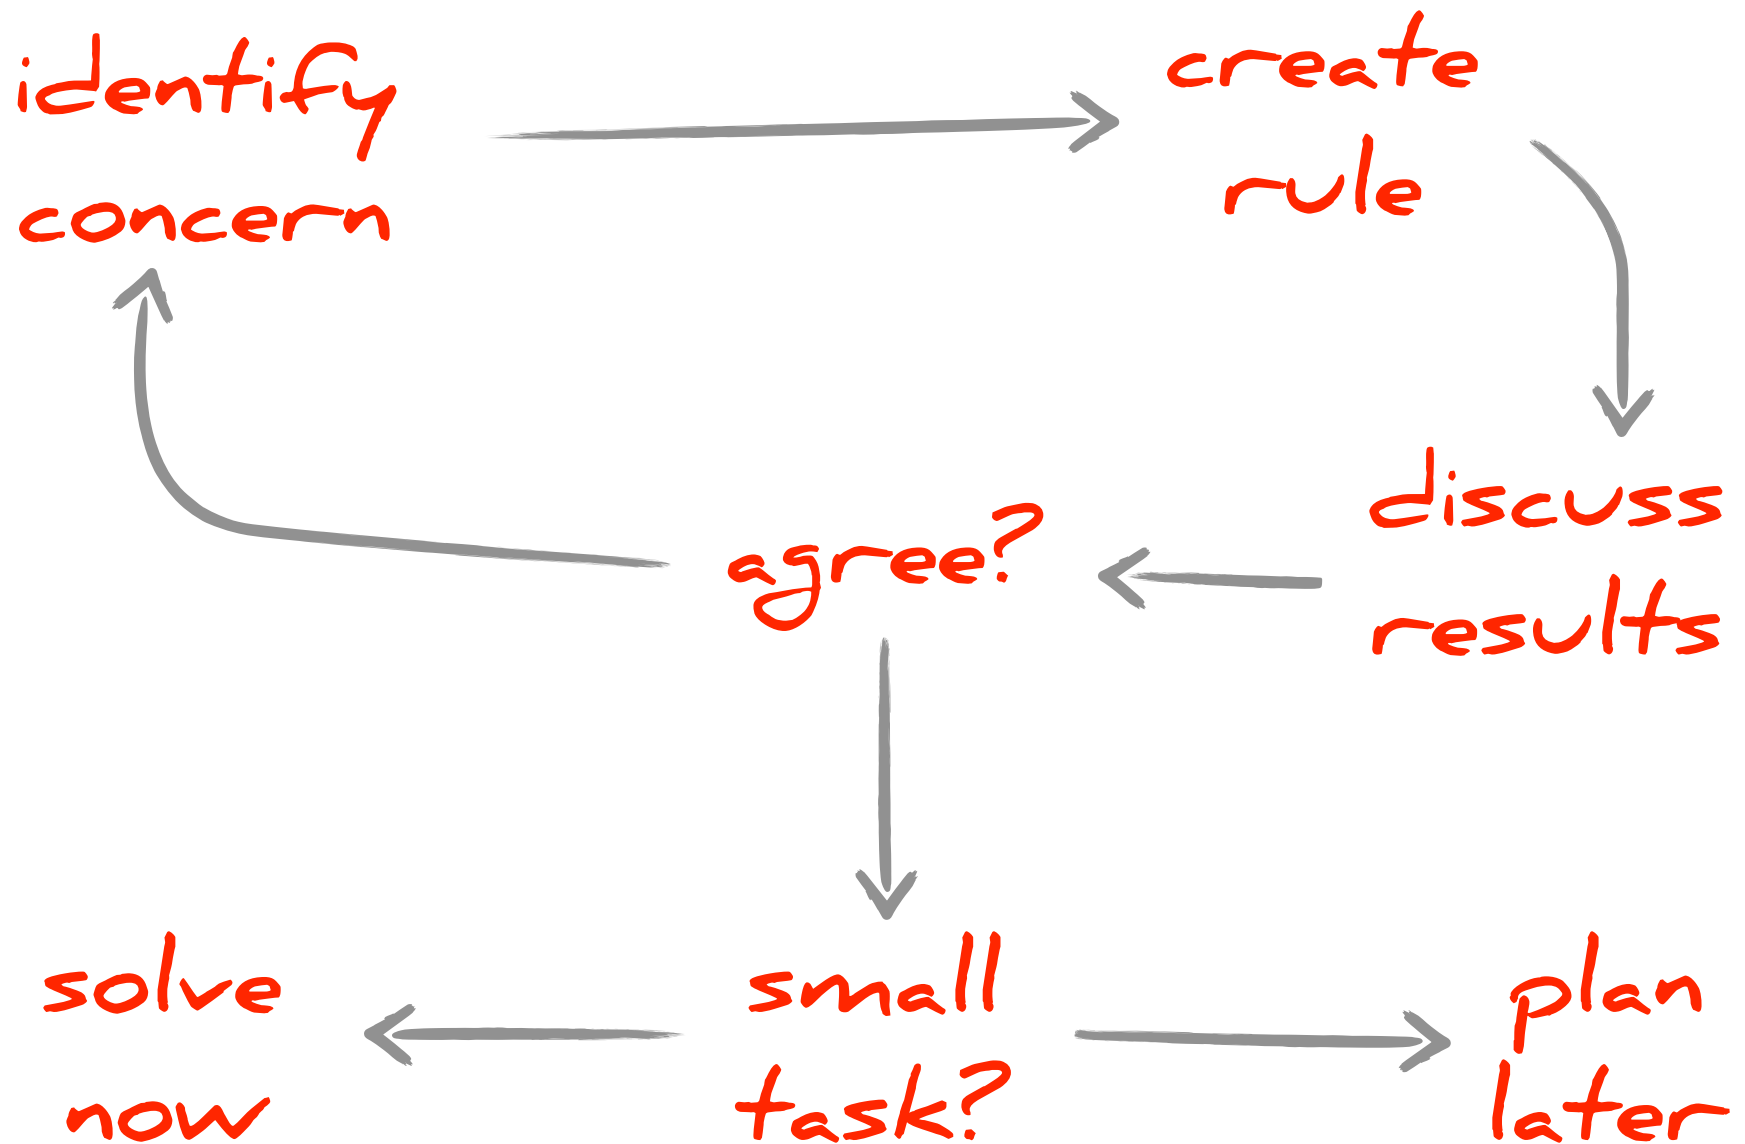 identify
concern
create
rule
discuss
results
agree?
small
task?
solve
now
plan
later